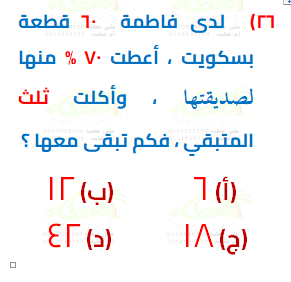 ٢٦) لدى فاطمة ٦٠ قطعة
بسكويت ، أعطت ٧٠ % منها
لصديقتها ، وأكلت ثلث
المتبقي ، فكم تبقى معها ؟
(أ) ٦ (ب) ١٢
(ج) ١٨ (د) ٤٢